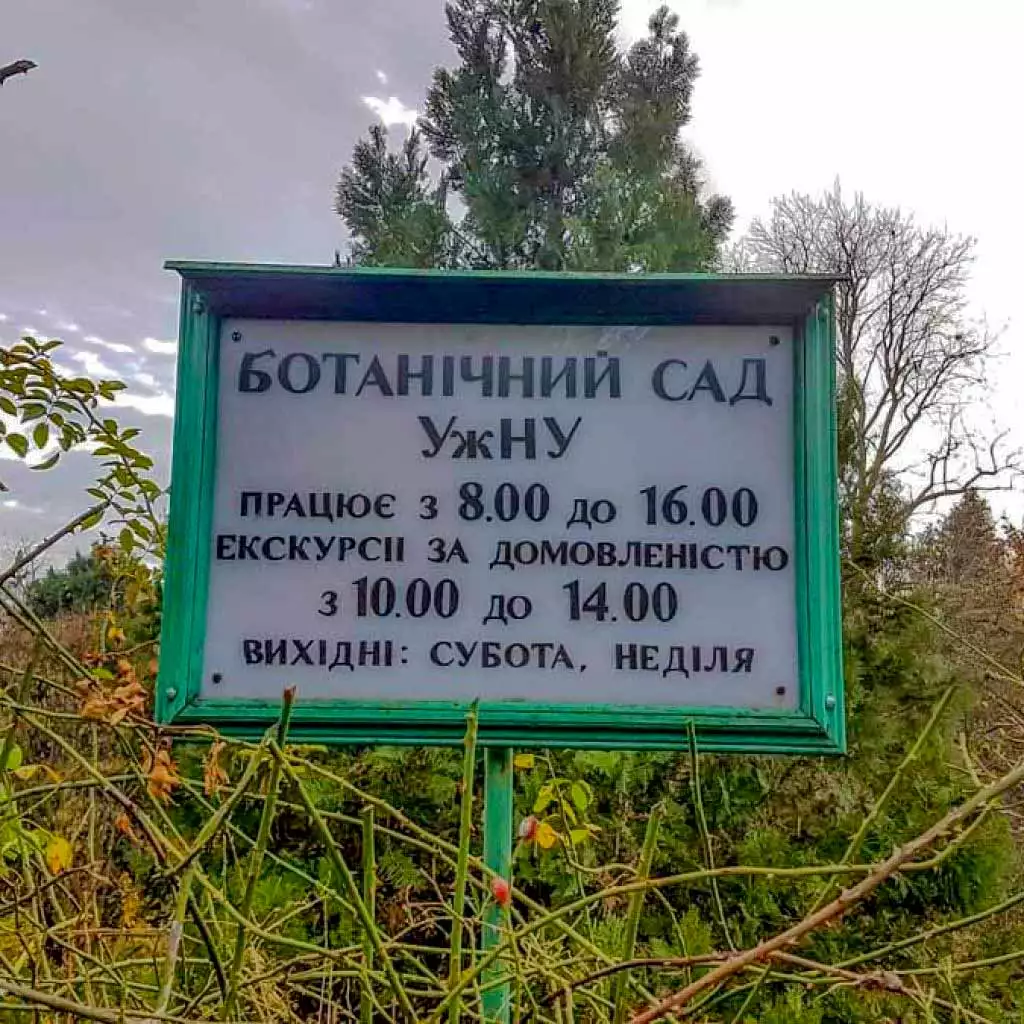 БОТАНІЧНИЙ САД
УжНУ
ПРАЦЮЄ З 8.00 ДО 16.00
ЕКСКУРСІІ ЗА ДОМОВЛЕНІСТЮ
З 10.00 ДО 14.00
ВИХІДНІ: СУБОТА, НЕДІЛЯ